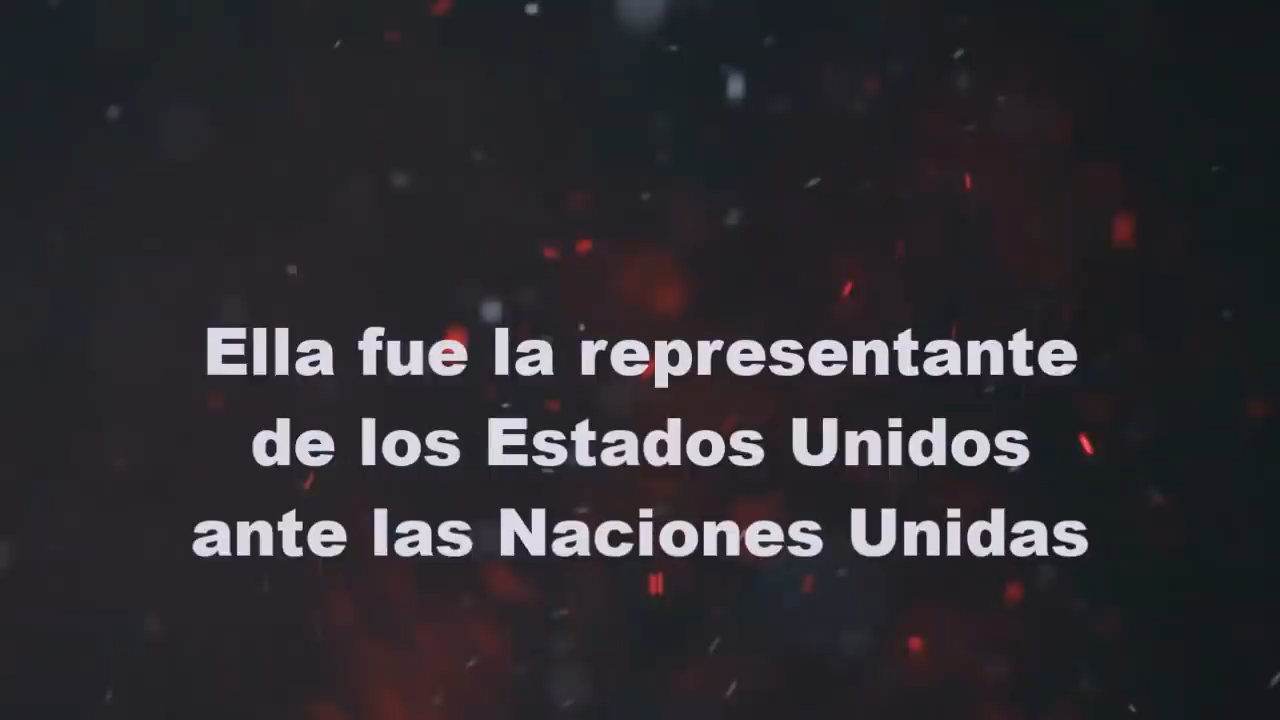 Ella fue la representante
de los Estados Unidos
ante las Naciones Unidas